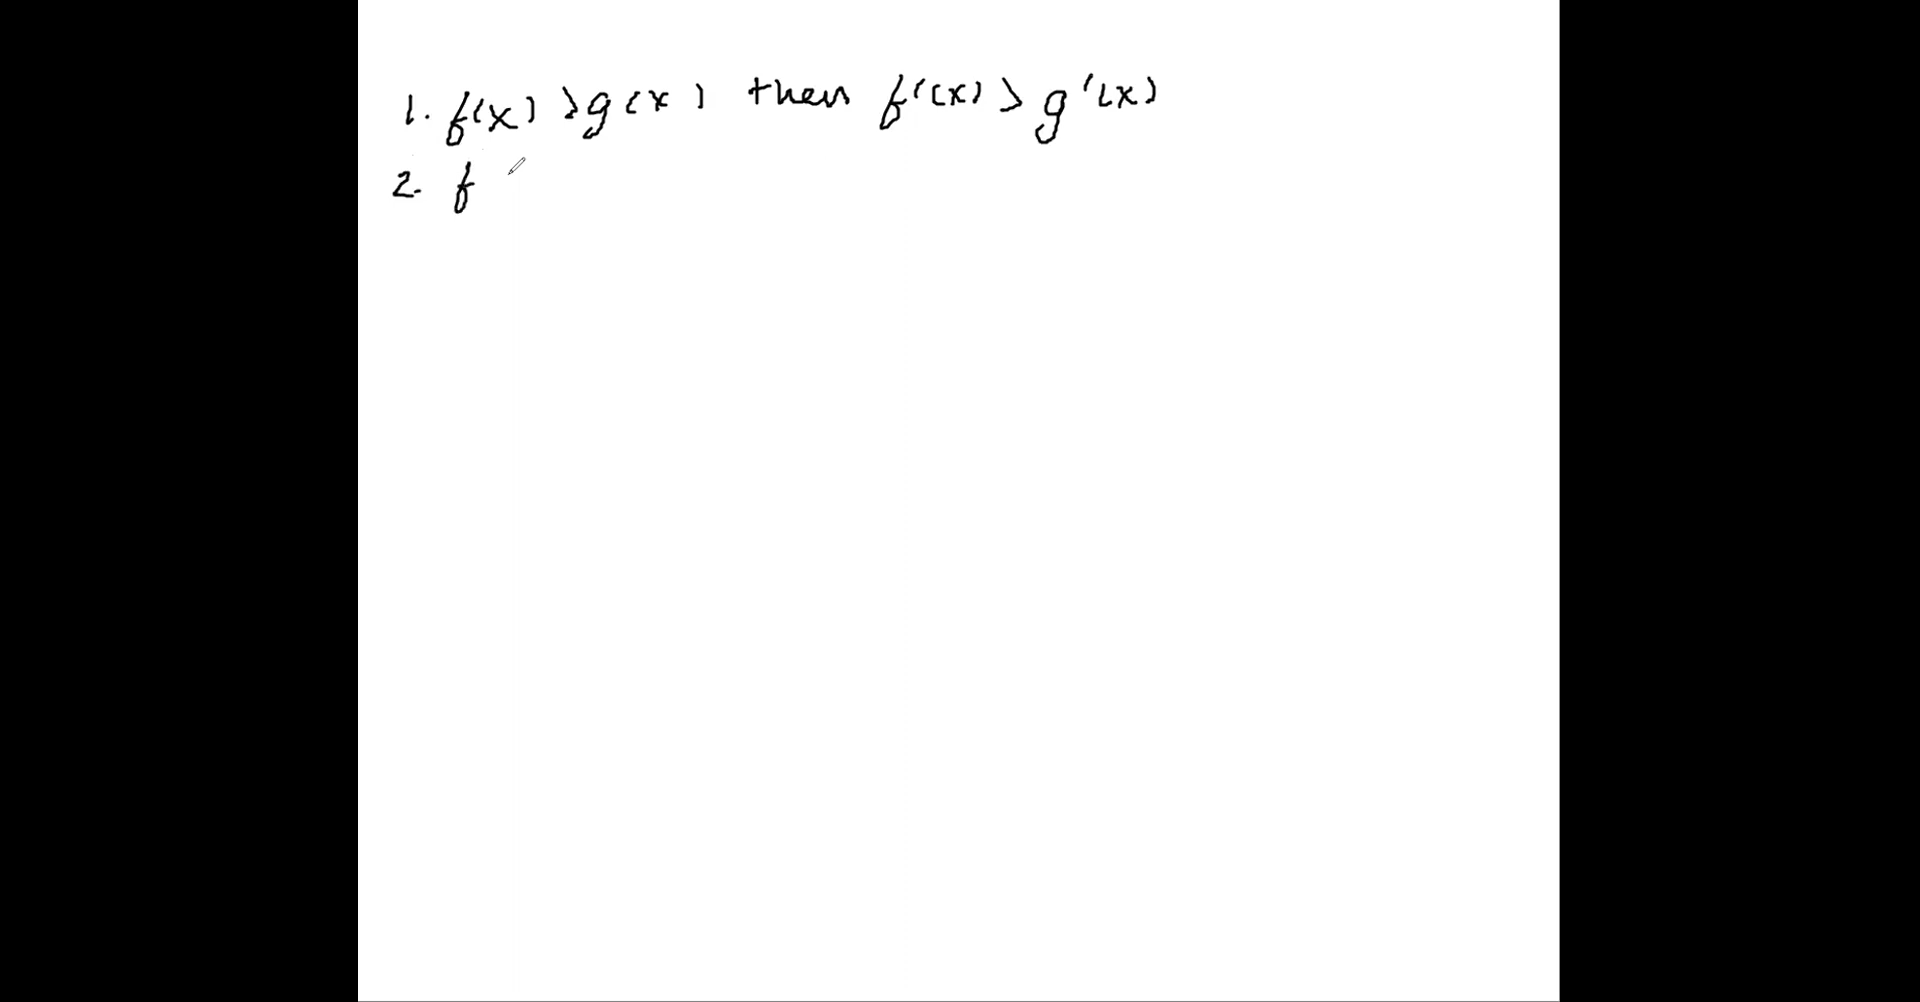 1. f(x) > g(x) then f'(x) > g'(x)
2. f